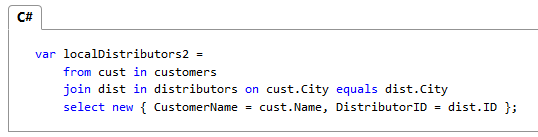 C#
var localDistributors2 =
from cust in customers
join dist in distributors on cust.City equals dist.City
select new { CustomerName = cust.Name, DistributorID = dist.ID };